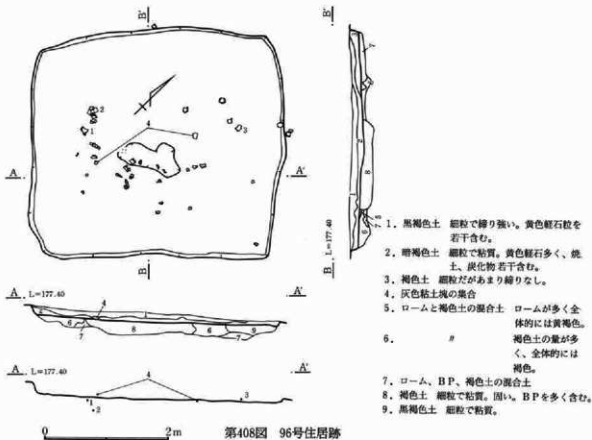 B'
B'
7
2
1
4
3
A
A'
8
B
B L=177.40
A L=177.40
A'
4
1
6
8
6
9
7
7
A L=177.40
A'
4
1
2
3
0
2m
第408図 96号住居跡
1．黒褐色土 細粒で締り強い。黄色軽石粒を
若干含む。
2．暗褐色土 細粒で粘質。黄色軽石多く、焼
土、炭化物若干含む。
3．褐色土 細粒だがあまり締りなし。
4．灰色粘土塊の集合
5．ロームと褐色土の混合土 ロームが多く全
体的には黄褐色。
6． 〃 褐色土の量が多
く、全体的には
褐色。
7．ローム、BP、褐色土の混合土
8．褐色土 細粒で粘質。固い。BPを多く含む。
9．黒褐色土 細粒で粘質。